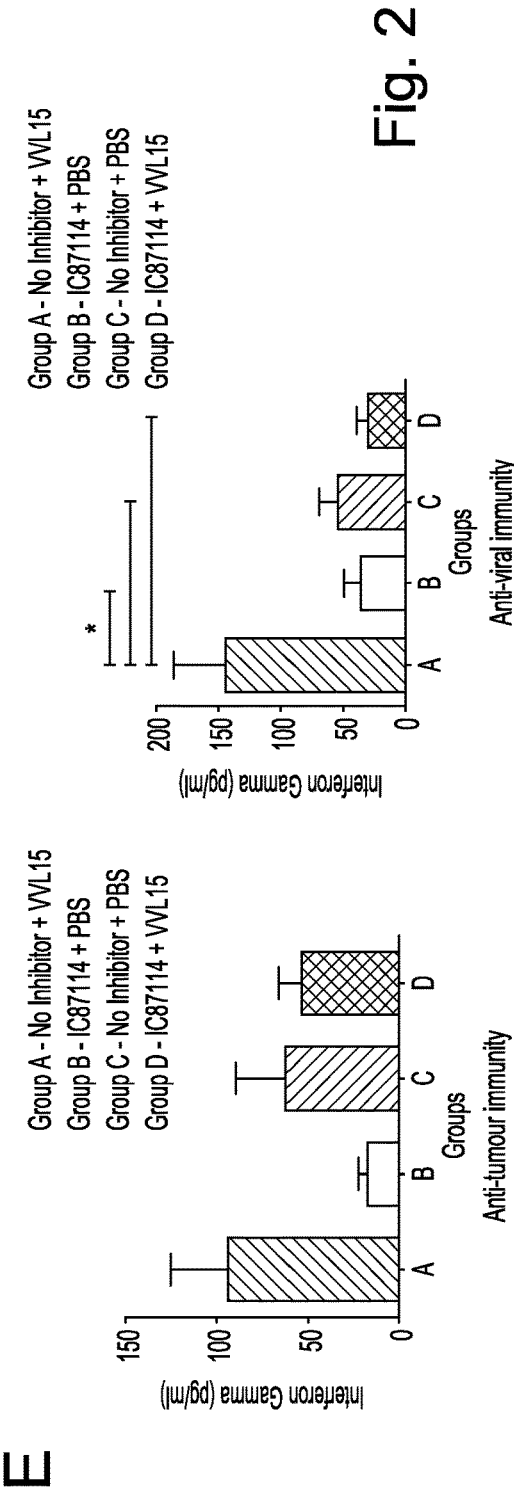 E
Group A - No Inhibitor + VVL15
Group B - IC87114 + PBS
Group C - No Inhibitor + PBS
Group D - IC87114 + VVL15
Interferon Gamma (pg/ml)
150
100
50
0
A B C D
Groups
Anti-tumour immunity
Group A - No Inhibitor + VVL15
Group B - IC87114 + PBS
Group C - No Inhibitor + PBS
Group D - IC87114 + VVL15
*
Interferon Gamma (pg/ml)
200
150
100
50
0
A B C D
Groups
Anti-viral immunity
Fig. 2